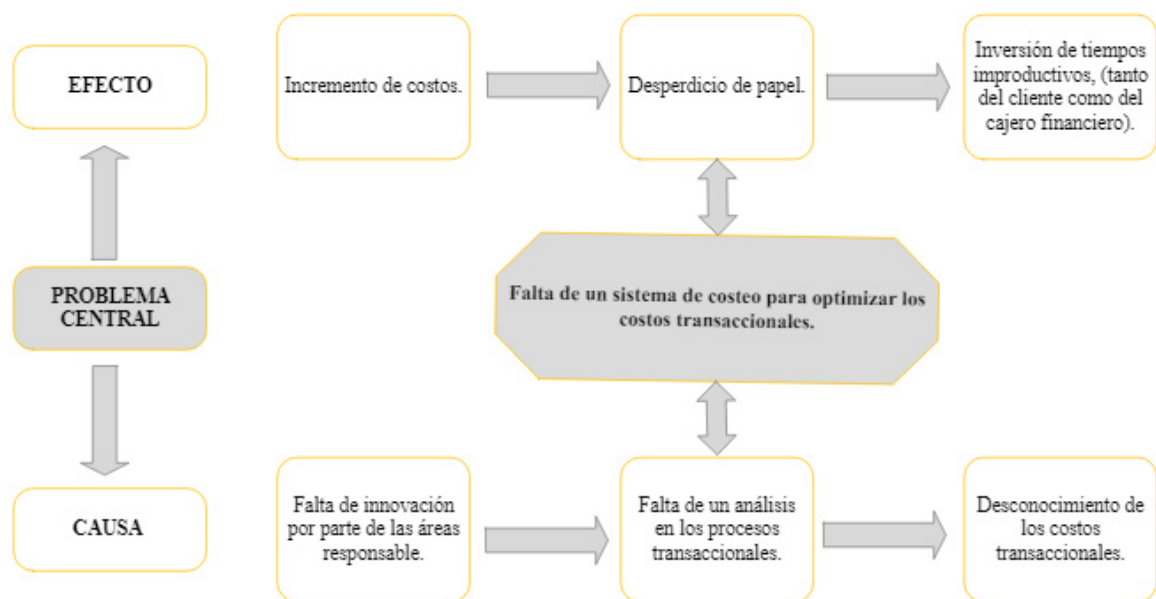 EFECTO
Incremento de costos.
Desperdicio de papel.
Inversión de tiempos
improductivos, (tanto
del cliente como del
cajero financiero).
PROBLEMA
CENTRAL
Falta de un sistema de costeo para optimizar los
costos transaccionales.
CAUSA
Falta de innovación
por parte de las áreas
responsable.
Falta de un análisis
en los procesos
transaccionales.
Desconocimiento de
los costos
transaccionales.